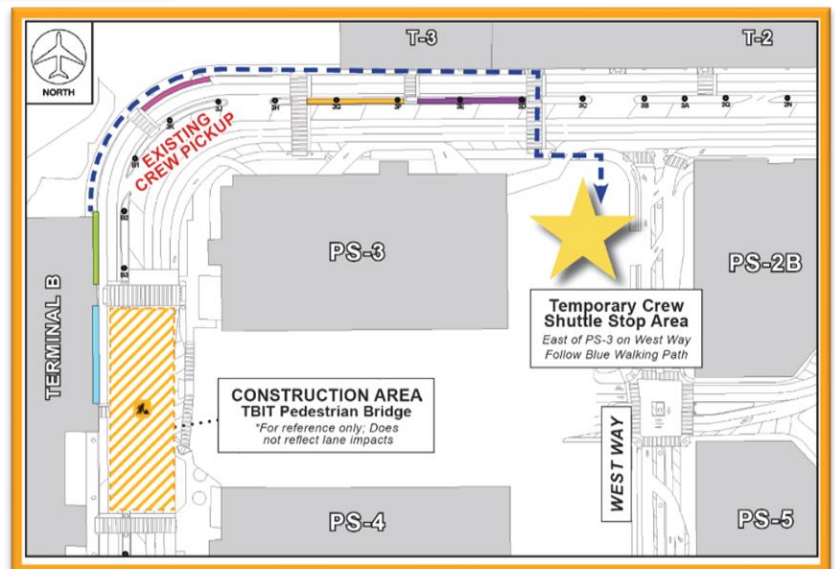 NORTH
T-3
T-2
EXISTING
CREW PICKUP
PS-3
PS-2B
TERMINAL B
Temporary Crew
Shuttle Stop Area
East of PS-3 on West Way
Follow Blue Walking Path
CONSTRUCTION AREA
TBIT Pedestrian Bridge
*For reference only; Does
not reflect lane impacts
WEST WAY
PS-4
PS-5